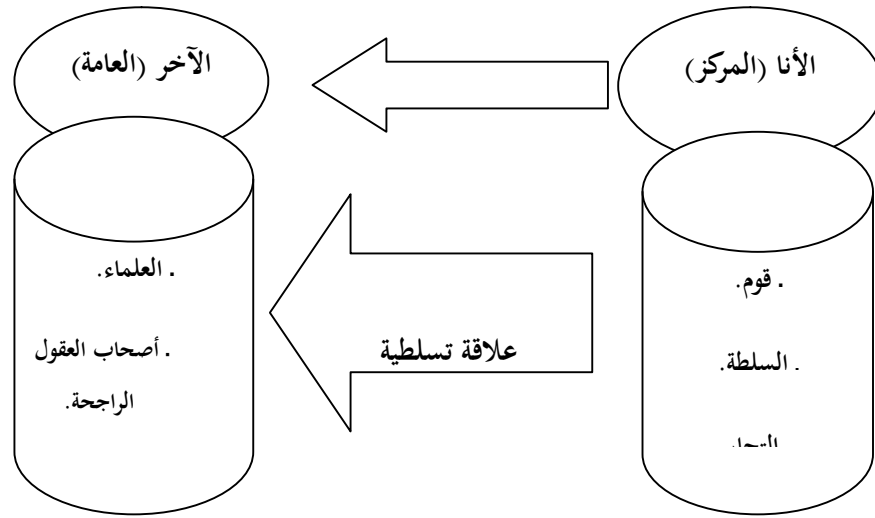 الأنا (المركز)
الآخر (العامة)
. قوم.
. السلطة.
علاقة تسلطية
. العلماء.
. أصحاب العقول
الراجحة.